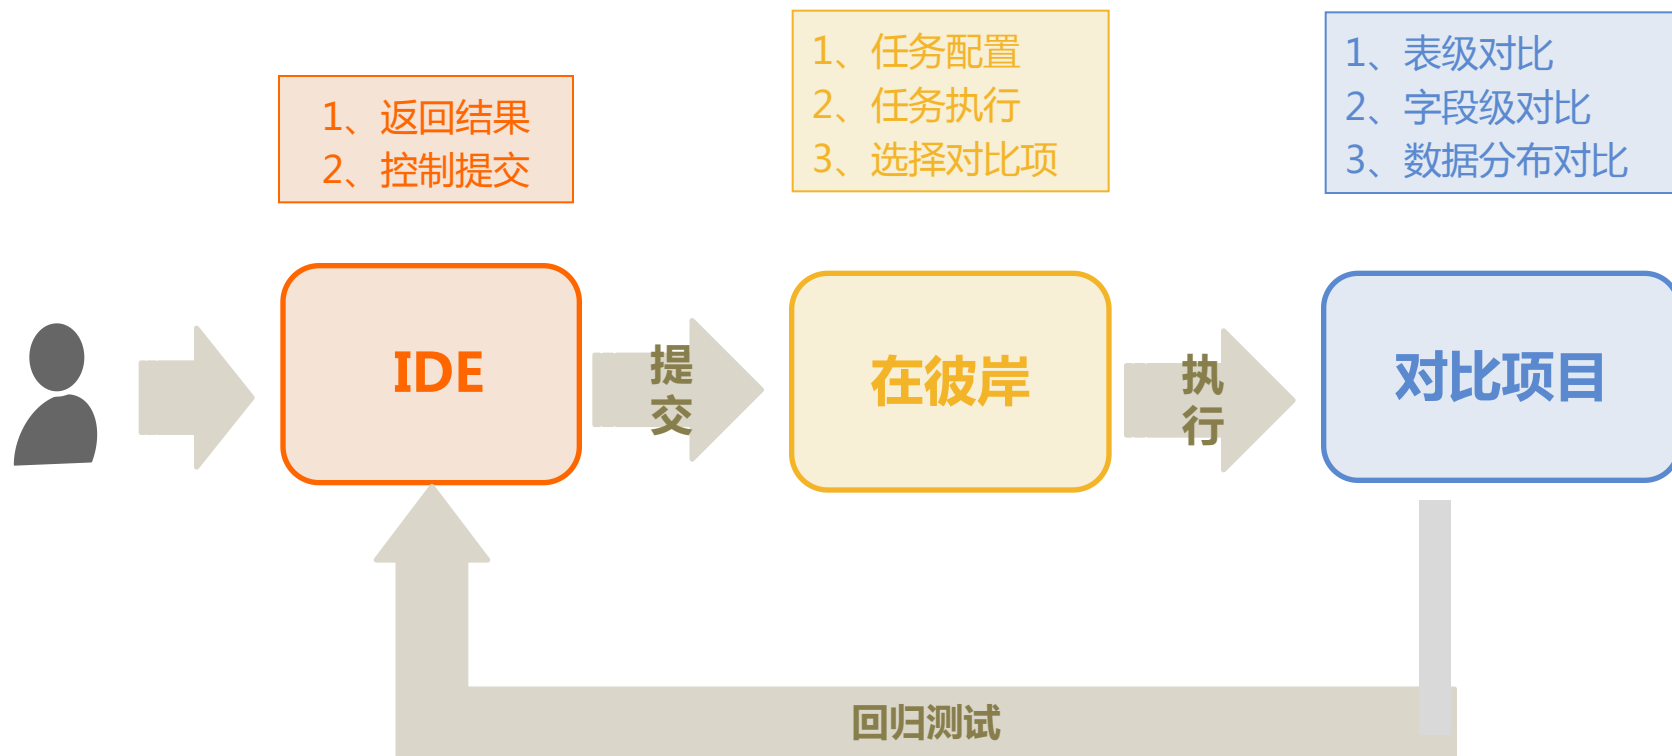 1、返回结果
2、控制提交
1、任务配置
2、任务执行
3、选择对比项
1、表级对比
2、字段级对比
3、数据分布对比
IDE
提
交
在彼岸
执
行
对比项目
回归测试